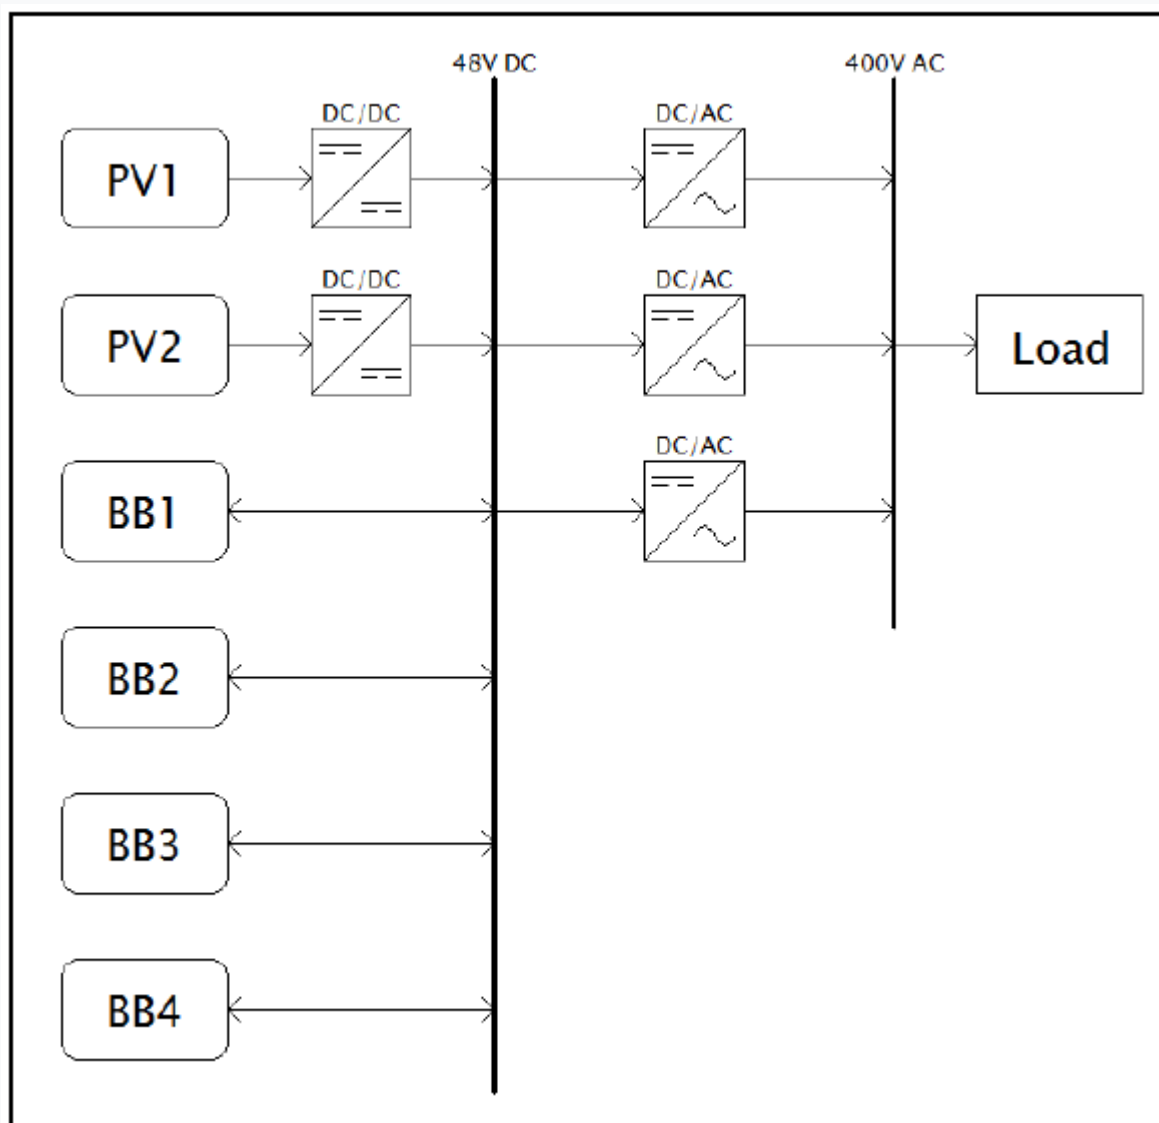 48V DC
400V AC
DC/DC
DC/AC
PV1
DC/DC
DC/AC
PV2
Load
DC/AC
BB1
BB2
BB3
BB4